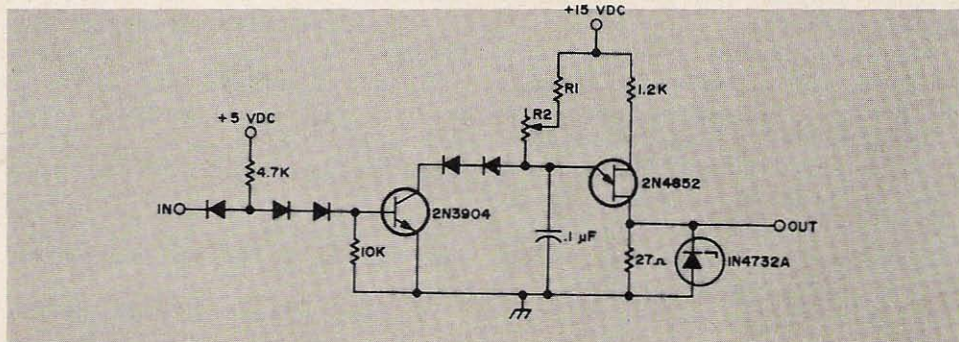 +15 VDC
R1
1.2K
R2
+5 VDC
4.7K
2N4852
IN
2N3904
OUT
10K
.1 µF
27Ω
1N4732A